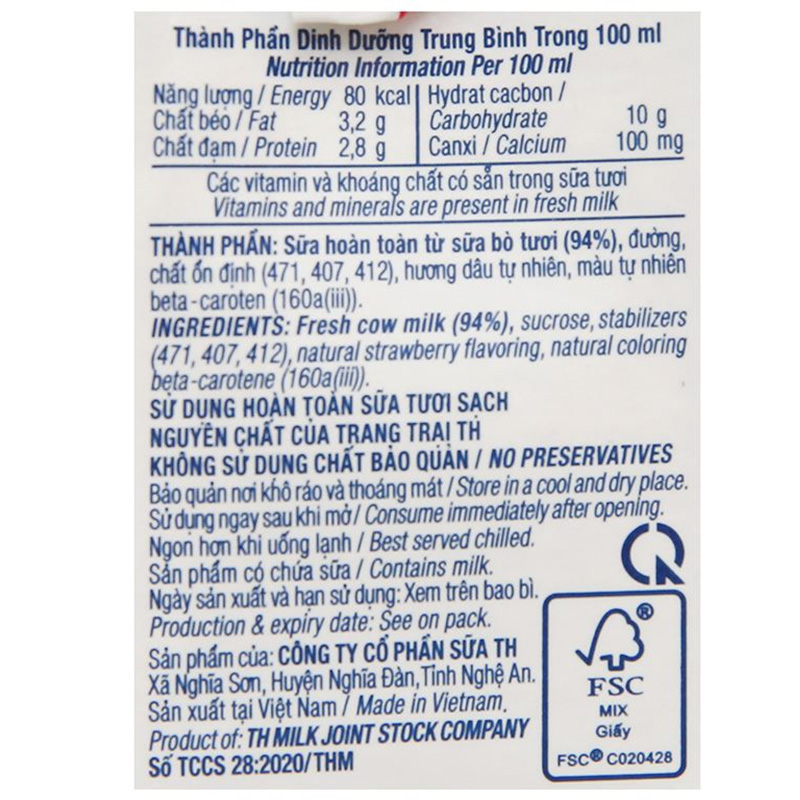 Thành Phần Dinh Dưỡng Trung Bình Trong 100 ml
Nutrition Information Per 100 ml
Năng lượng / Energy 80 kcal
Chất béo / Fat 3,2 g
Chất đạm / Protein 2,8 g
Hydrat cacbon /
Carbohydrate 10 g
Canxi / Calcium 100 mg
Các vitamin và khoáng chất có sẵn trong sữa tươi
Vitamins and minerals are present in fresh milk
THÀNH PHẦN: Sữa hoàn toàn từ sữa bò tươi (94%), đường,
chất ổn định (471, 407, 412), hương dâu tự nhiên, màu tự nhiên
beta-caroten (160a(iii)).
INGREDIENTS: Fresh cow milk (94%), sucrose, stabilizers
(471, 407, 412), natural strawberry flavoring, natural coloring
beta-carotene (160a(iii)).
SỬ DỤNG HOÀN TOÀN SỮA TƯƠI SẠCH
NGUYÊN CHẤT CỦA TRANG TRẠI TH
KHÔNG SỬ DỤNG CHẤT BẢO QUẢN / NO PRESERVATIVES
Bảo quản nơi khô ráo và thoáng mát / Store in a cool and dry place.
Sử dụng ngay sau khi mở / Consume immediately after opening.
Ngon hơn khi uống lạnh / Best served chilled.
Sản phẩm có chứa sữa / Contains milk.
Ngày sản xuất và hạn sử dụng: Xem trên bao bì.
Production & expiry date: See on pack.
Sản phẩm của: CÔNG TY CỔ PHẦN SỮA TH
Xã Nghĩa Sơn, Huyện Nghĩa Đàn, Tỉnh Nghệ An.
Sản xuất tại Việt Nam / Made in Vietnam.
Product of: TH MILK JOINT STOCK COMPANY
Số TCCS 28:2020/THM
®
FSC
MIX
Giấy
FSC® C020428